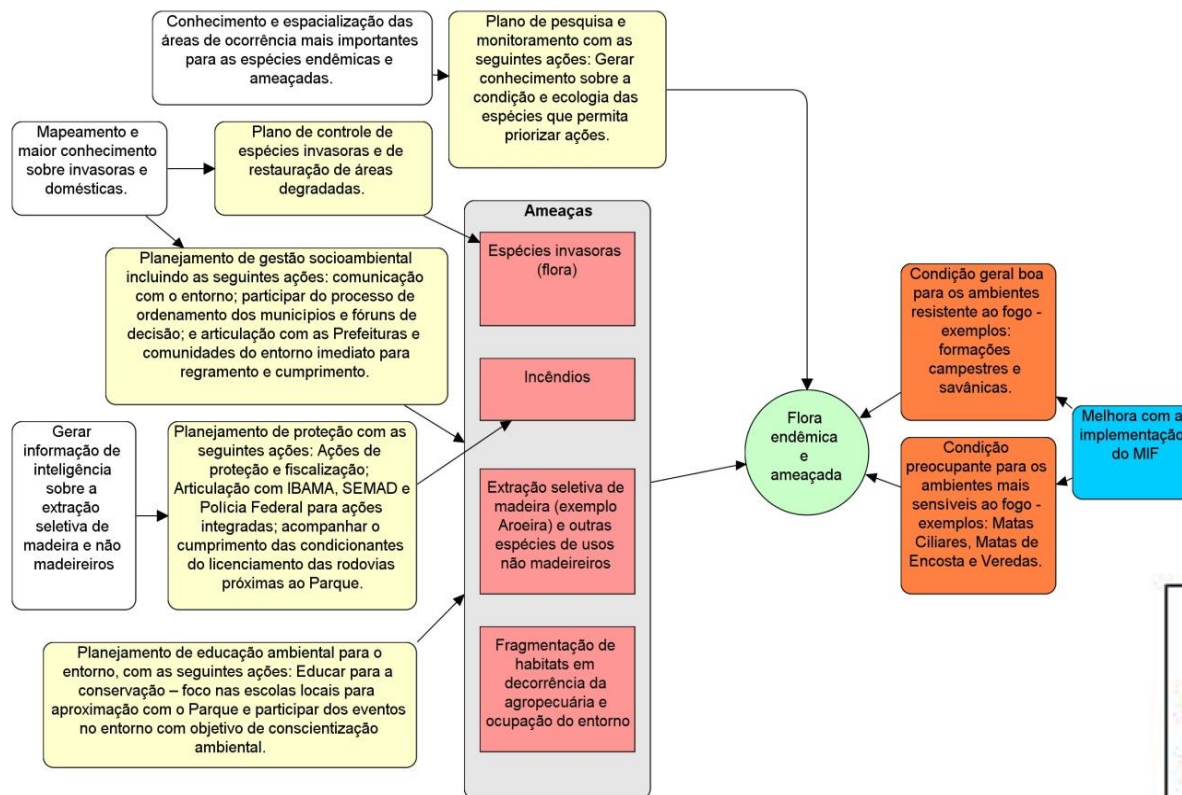 Conhecimento e espacialização das
áreas de ocorrência mais importantes
para as espécies endêmicas e
ameaçadas.
Plano de pesquisa e
monitoramento com as
seguintes ações: Gerar
conhecimento sobre a
condição e ecologia das
espécies que permita
priorizar ações.
Mapeamento e
maior conhecimento
sobre invasoras e
domésticas.
Plano de controle de
espécies invasoras e de
restauração de áreas
degradadas.
Planejamento de gestão socioambiental
incluindo as seguintes ações: comunicação
com o entorno; participar do processo de
ordenamento dos municípios e fóruns de
decisão; e articulação com as Prefeituras e
comunidades do entorno imediato para
regramento e cumprimento.
Gerar
informação de
inteligência sobre a
extração
seletiva de
madeira e não
madeireiros
Planejamento de proteção com as
seguintes ações: Ações de
proteção e fiscalização;
Articulação com IBAMA, SEMAD e
Polícia Federal para ações
integradas; acompanhar o
cumprimento das condicionantes
do licenciamento das rodovias
próximas ao Parque.
Planejamento de educação ambiental para o
entorno, com as seguintes ações: Educar para a
conservação – foco nas escolas locais para
aproximação com o Parque e participar dos eventos
no entorno com objetivo de conscientização
ambiental.
Ameaças
Espécies invasoras
(flora)
Incêndios
Extração seletiva de
madeira (exemplo
Aroeira) e outras
espécies de usos
não madeireiros
Fragmentação de
habitats em
decorrência da
agropecuária e
ocupação do entorno
Flora
endêmica
e
ameaçada
Condição geral boa
para os ambientes
resistente ao fogo -
exemplos:
formações
campestres e
savânicas.
Condição
preocupante para os
ambientes mais
sensíveis ao fogo -
exemplos: Matas
Ciliares, Matas de
Encosta e Veredas.
Melhora com a
implementação
do MIF